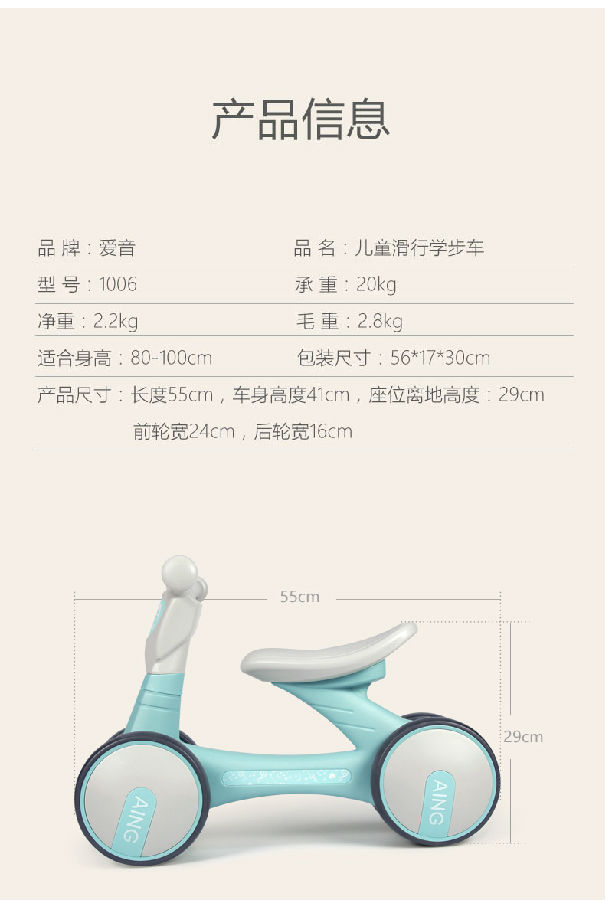 产品信息
品 牌：爱音 品 名：儿童滑行学步车
型 号：1006 承 重：20kg
净重：2.2kg 毛 重：2.8kg
适合身高：80-100cm 包装尺寸：56*17*30cm
产品尺寸：长度55cm，车身高度41cm，座位离地高度：29cm
前轮宽24cm，后轮宽16cm
55cm
29cm
AING
AING